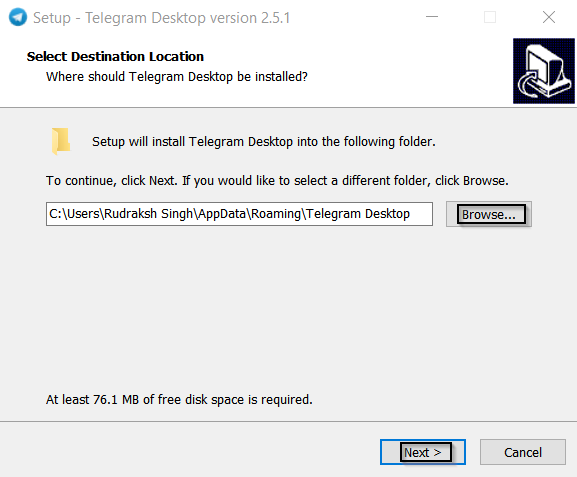 Setup - Telegram Desktop version 2.5.1
Select Destination Location
Where should Telegram Desktop be installed?
Setup will install Telegram Desktop into the following folder.
To continue, click Next. If you would like to select a different folder, click Browse.
C:\Users\Rudraksh Singh\AppData\Roaming\Telegram Desktop
Browse...
At least 76.1 MB of free disk space is required.
Next >
Cancel